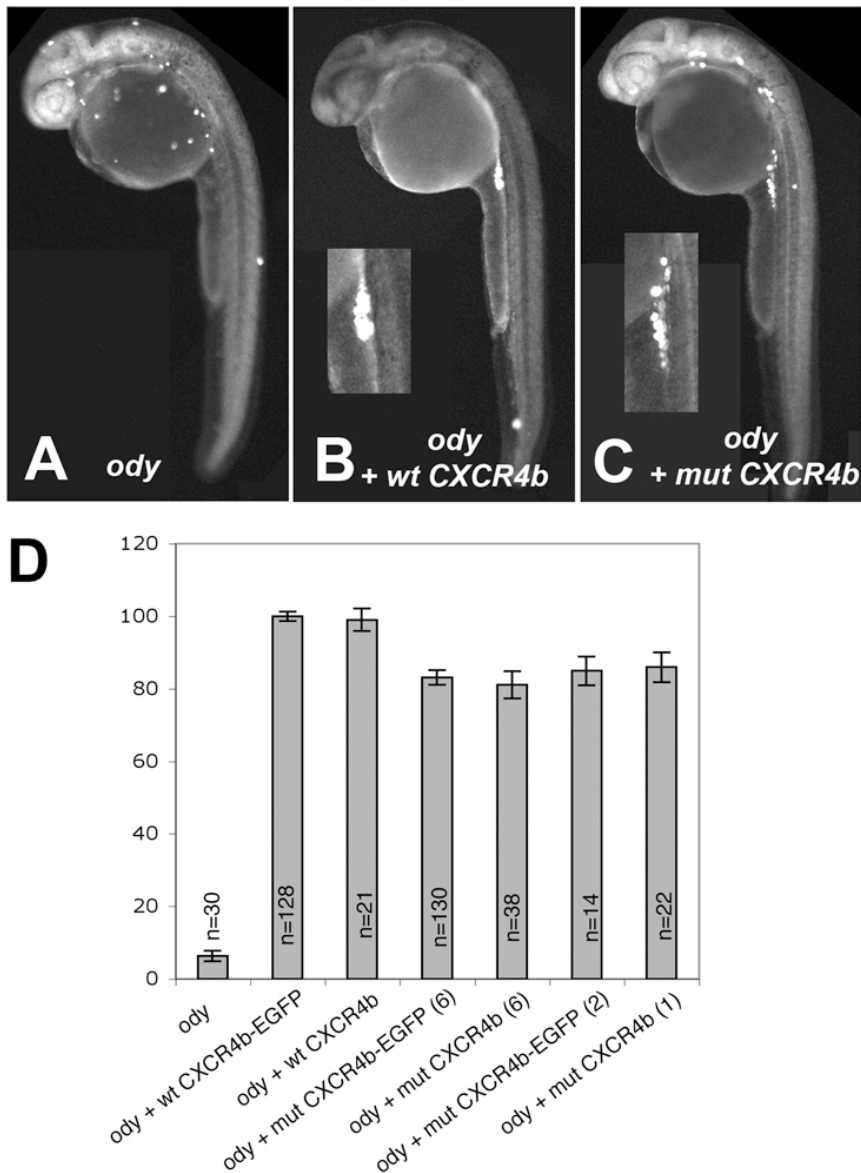 A ody
B ody
+ wt CXCR4b
C ody
+ mut CXCR4b
D
120
100
80
60
40
20
0
n=30
n=128
n=21
n=130
n=38
n=14
n=22
ody
ody + wt CXCR4b-EGFP
ody + wt CXCR4b
ody + mut CXCR4b-EGFP (6)
ody + mut CXCR4b (6)
ody + mut CXCR4b-EGFP (2)
ody + mut CXCR4b (1)